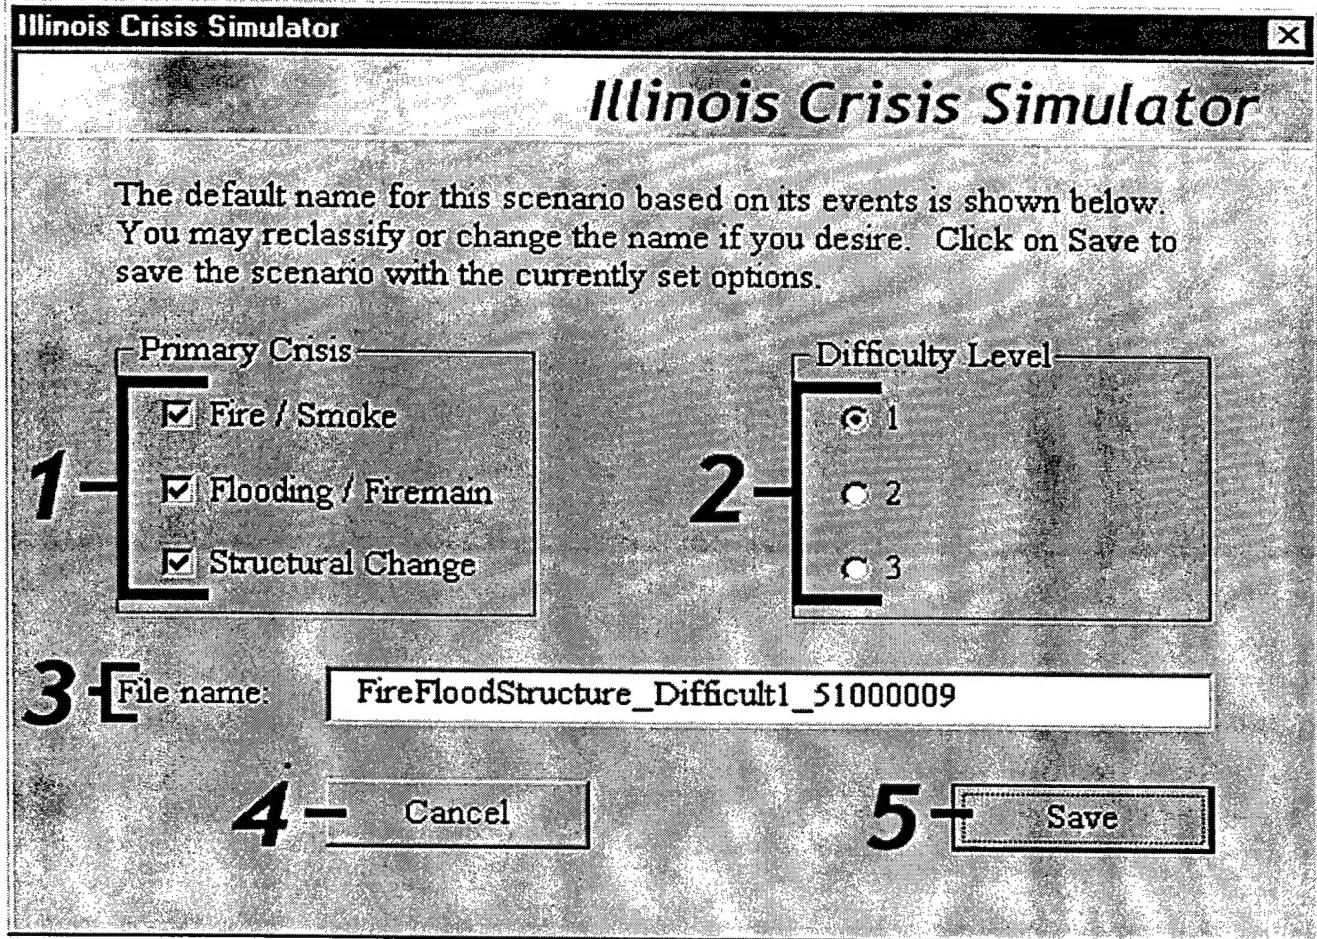 Illinois Crisis Simulator
Illinois Crisis Simulator
The default name for this scenario based on its events is shown below.
You may reclassify or change the name if you desire. Click on Save to
save the scenario with the currently set options.
Primary Crisis
Difficulty Level
1
Fire / Smoke
Flooding / Firemain
Structural Change
2
1
2
3
3
File name:
FireFloodStructure_Difficult1_51000009
4
Cancel
5
Save